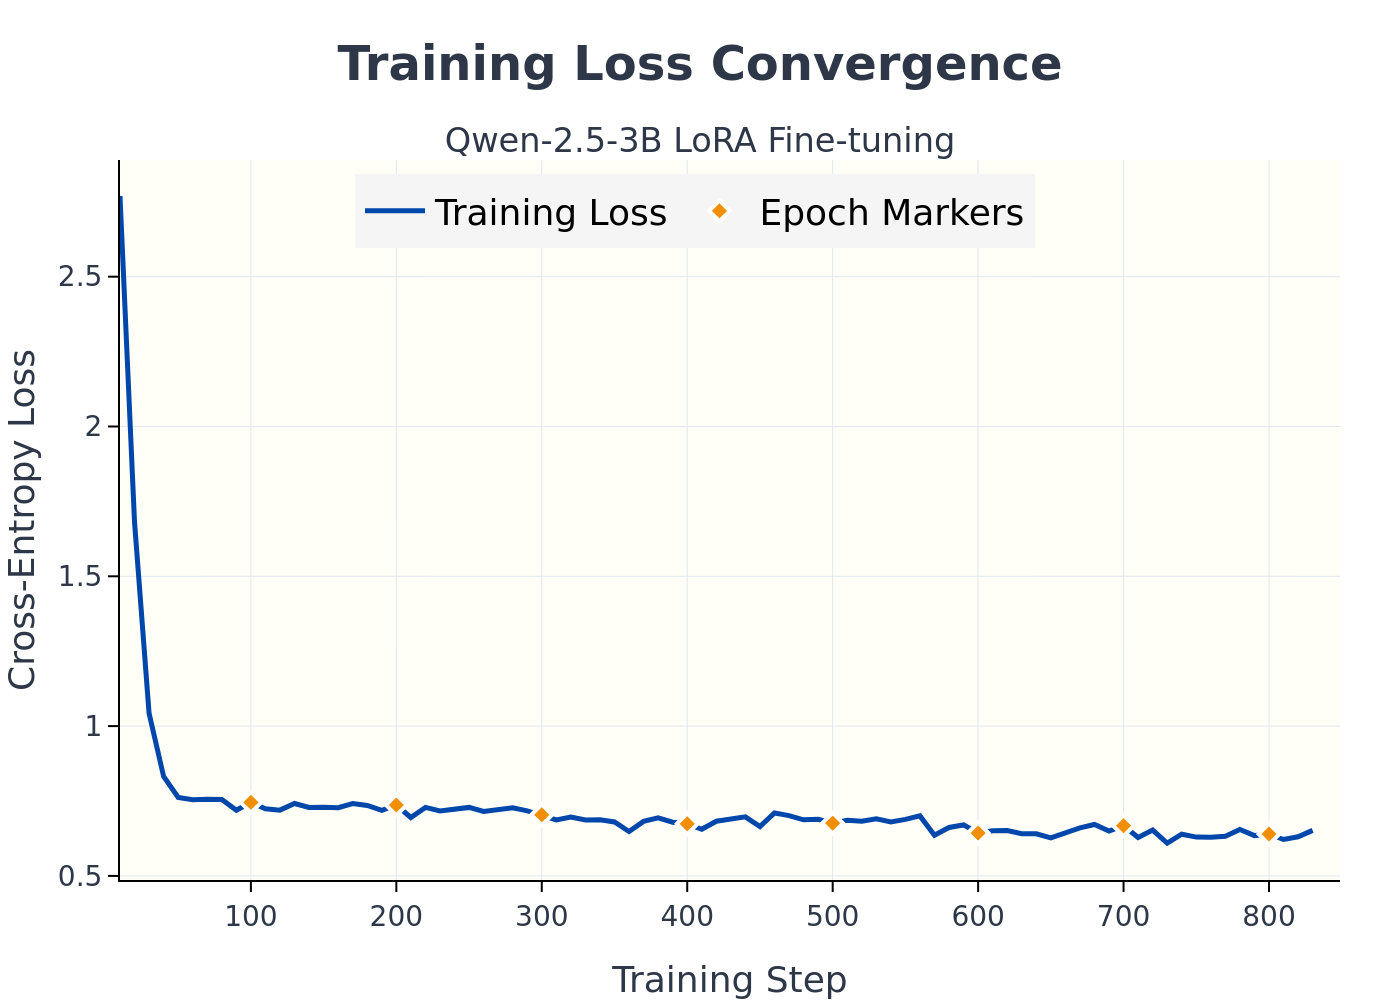 Training Loss Convergence
Qwen-2.5-3B LoRA Fine-tuning
Training Loss
Epoch Markers
Cross-Entropy Loss
2.5
2
1.5
1
0.5
100
200
300
400
500
600
700
800
Training Step